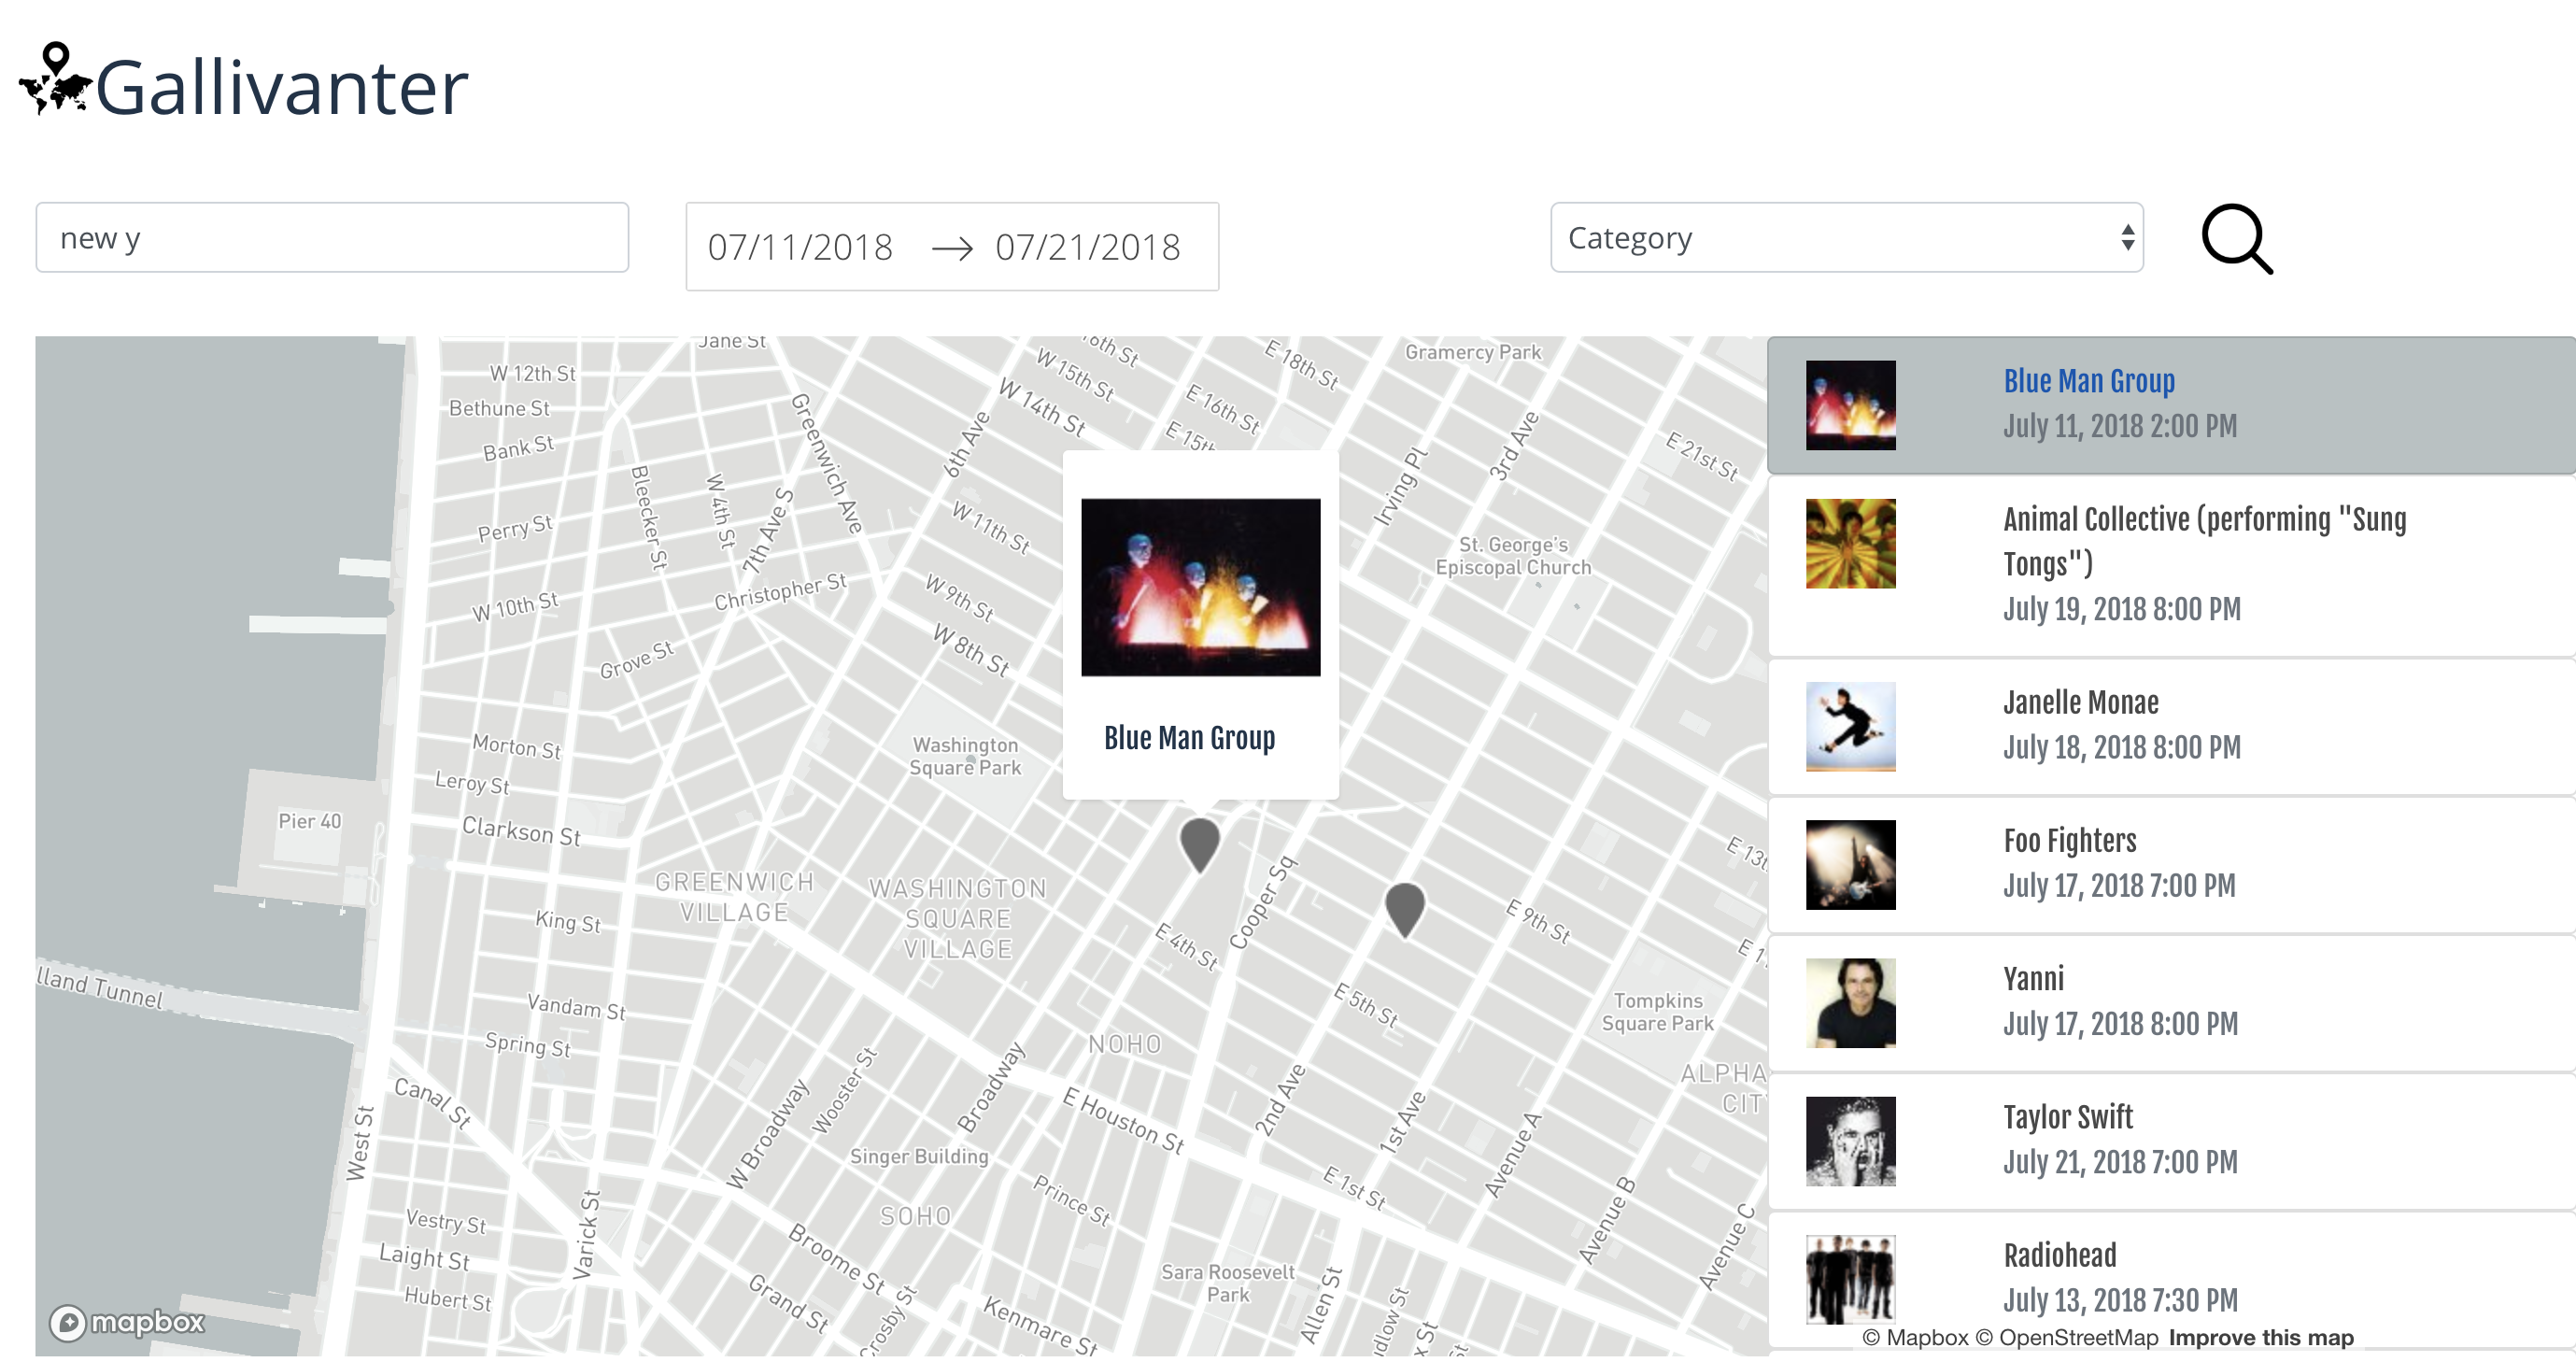 Gallivanter
new y
07/11/2018 → 07/21/2018
Category
Jane St
16th St
W 15th St
W 14th St
E 18th St
E 16th St
Gramercy Park
W 12th St
Bethune St
Bank St
Greenwich Ave
6th Ave
Irving Pl
3rd Ave
E 21st St
Bleecker St
W 4th St
7th Ave S
Perry St
W 11th St
St. George's
Episcopal Church
W 10th St
Christopher St
W 9th St
W 8th St
Grove St
Blue Man Group
Washington
Square Park
Morton St
Leroy St
Clarkson St
Pier 40
GREENWICH
VILLAGE
WASHINGTON
SQUARE
VILLAGE
King St
E 4th St
Cooper Sq
E 9th St
lland Tunnel
Vandam St
Spring St
E 5th St
Tompkins
Square Park
NOHO
Canal St
West St
W Broadway
Wooster St
Broadway
E Houston St
2nd Ave
1st Ave
Avenue A
Singer Building
Prince St
E 1st St
Avenue B
Avenue C
SOHO
Vestry St
Laight St
Hubert St
Varick St
Broome St
Grand St
Crosby St
Kenmare St
Sara Roosevelt
Park
Allen St
mapbox
Blue Man Group
July 11, 2018 2:00 PM
Animal Collective (performing "Sung
Tongs")
July 19, 2018 8:00 PM
Janelle Monae
July 18, 2018 8:00 PM
Foo Fighters
July 17, 2018 7:00 PM
Yanni
July 17, 2018 8:00 PM
Taylor Swift
July 21, 2018 7:00 PM
Radiohead
July 13, 2018 7:30 PM
© Mapbox © OpenStreetMap Improve this map